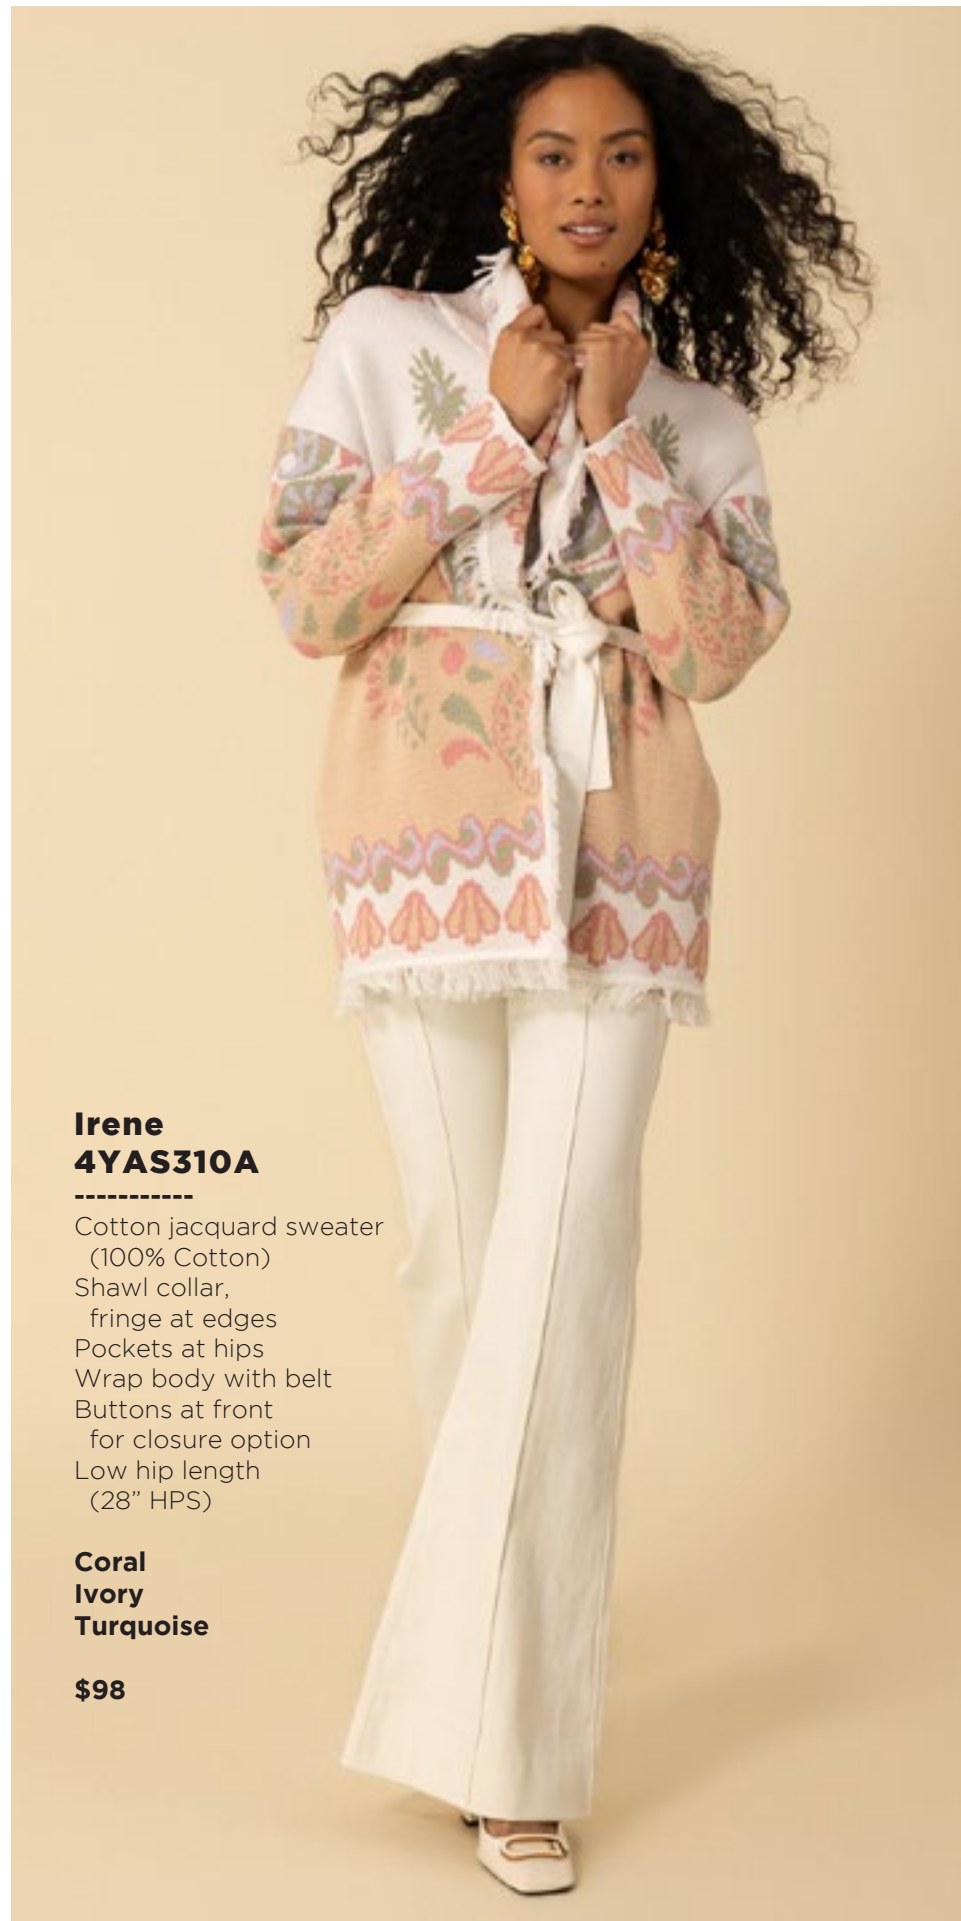 Irene
4YAS310A
-----------
Cotton jacquard sweater
(100% Cotton)
Shawl collar,
fringe at edges
Pockets at hips
Wrap body with belt
Buttons at front
for closure option
Low hip length
(28” HPS)
Coral
Ivory
Turquoise
$98